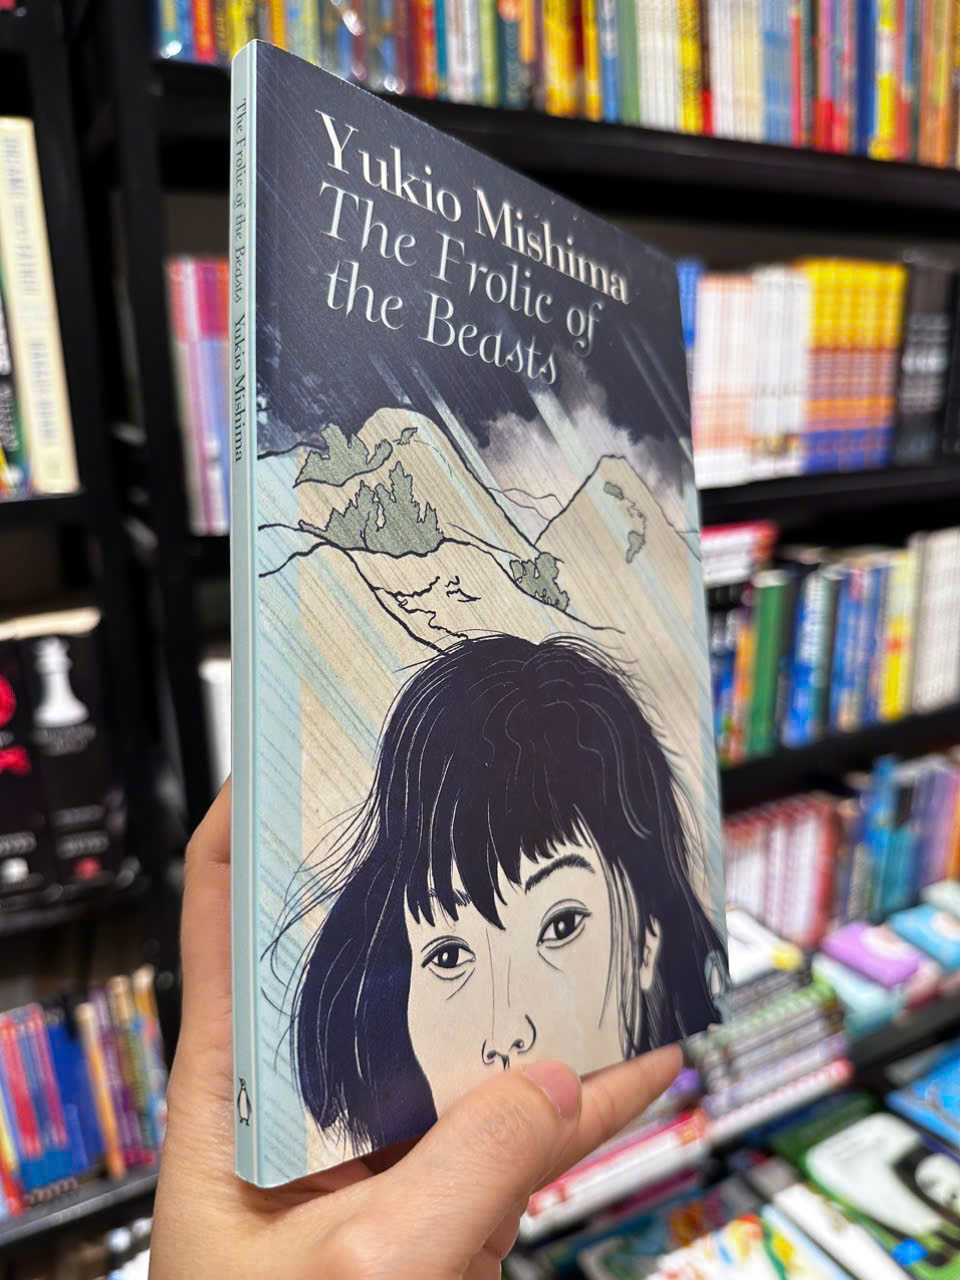 Yukio Mishima
The Frolic of
the Beasts
The Frolic of the Beasts Yukio Mishima